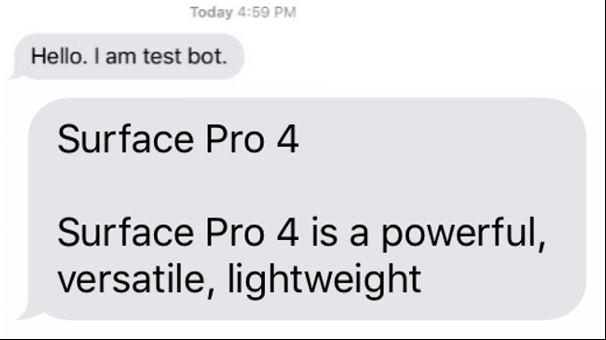 Today 4:59 PM
Hello. I am test bot.
Surface Pro 4
Surface Pro 4 is a powerful,
versatile, lightweight